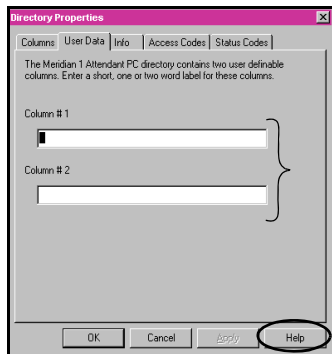 Directory Properties
Columns User Data Info Access Codes Status Codes
The Meridian 1 Attendant PC directory contains two user definable
columns. Enter a short, one or two word label for these columns.
Column # 1
Column # 2
OK Cancel Apply Help